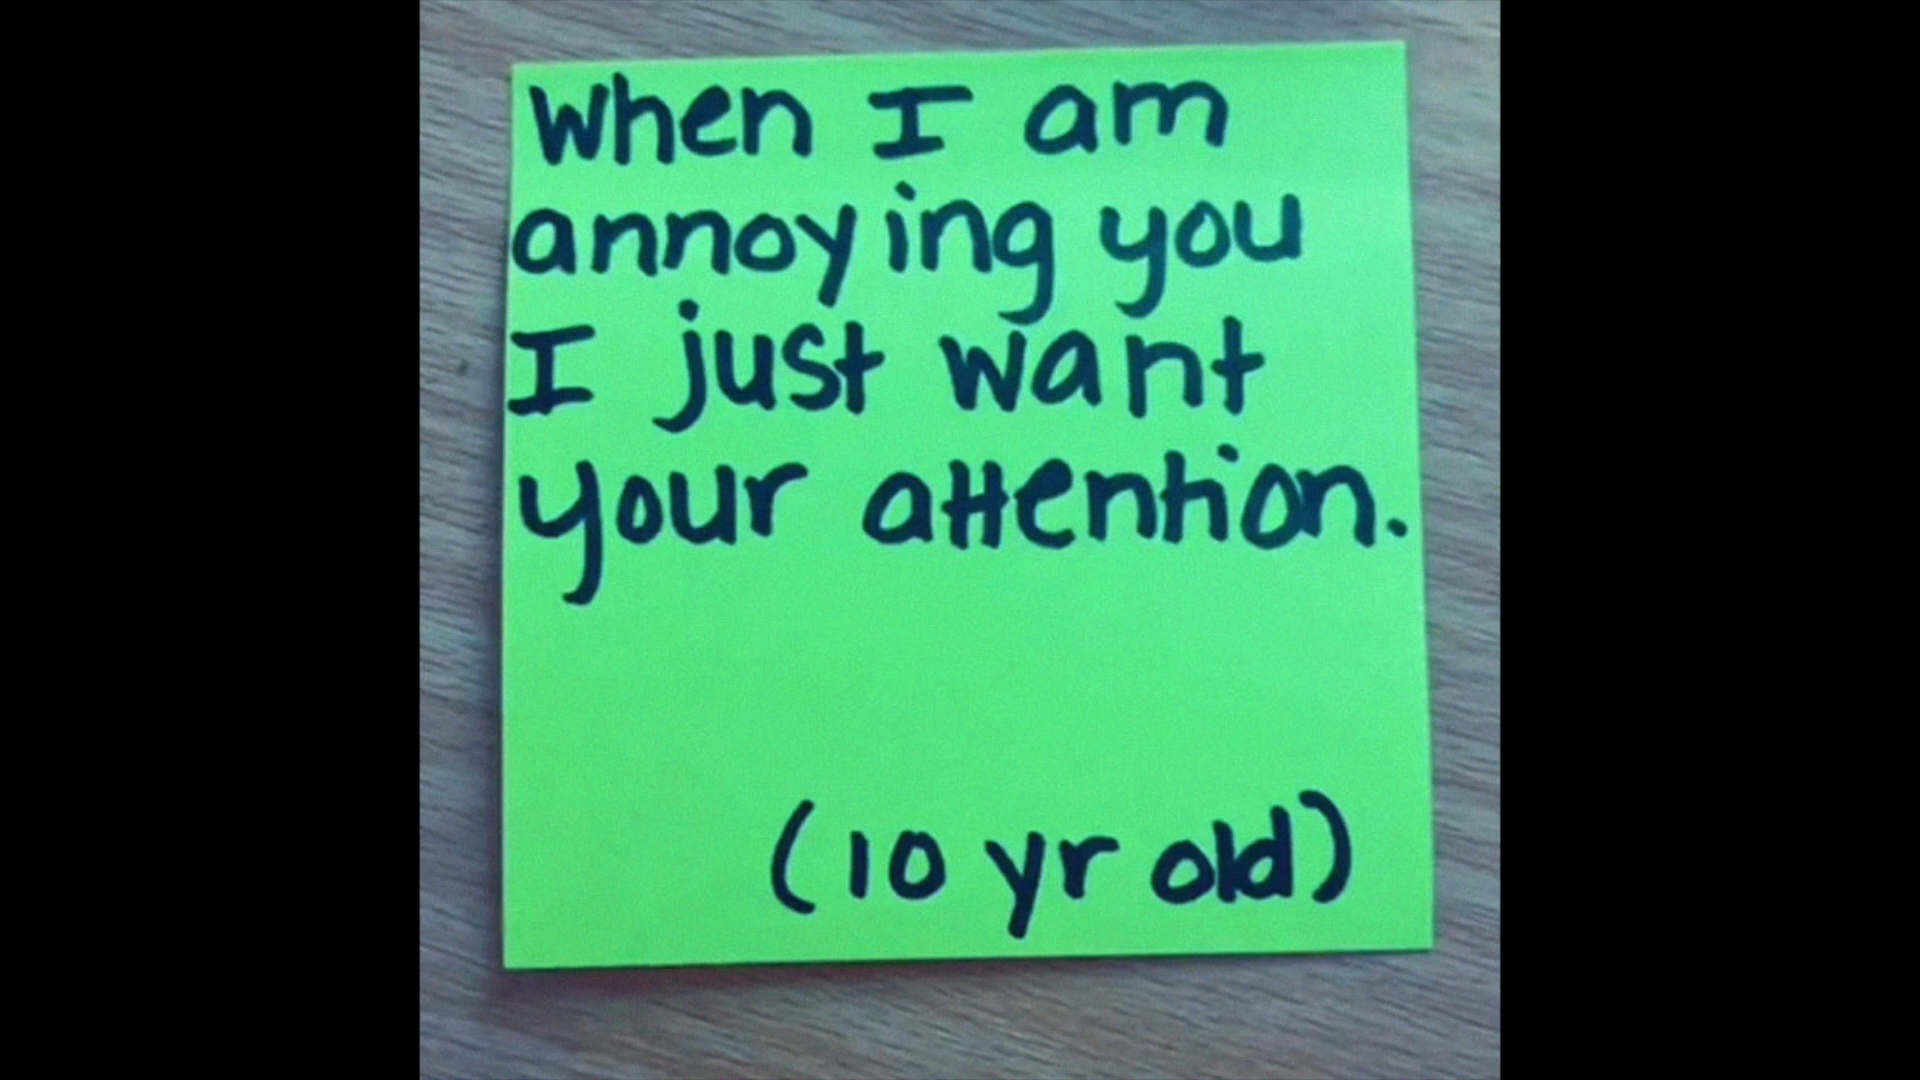 When I am
annoying you
I just want
your attention.
(10 yr old)